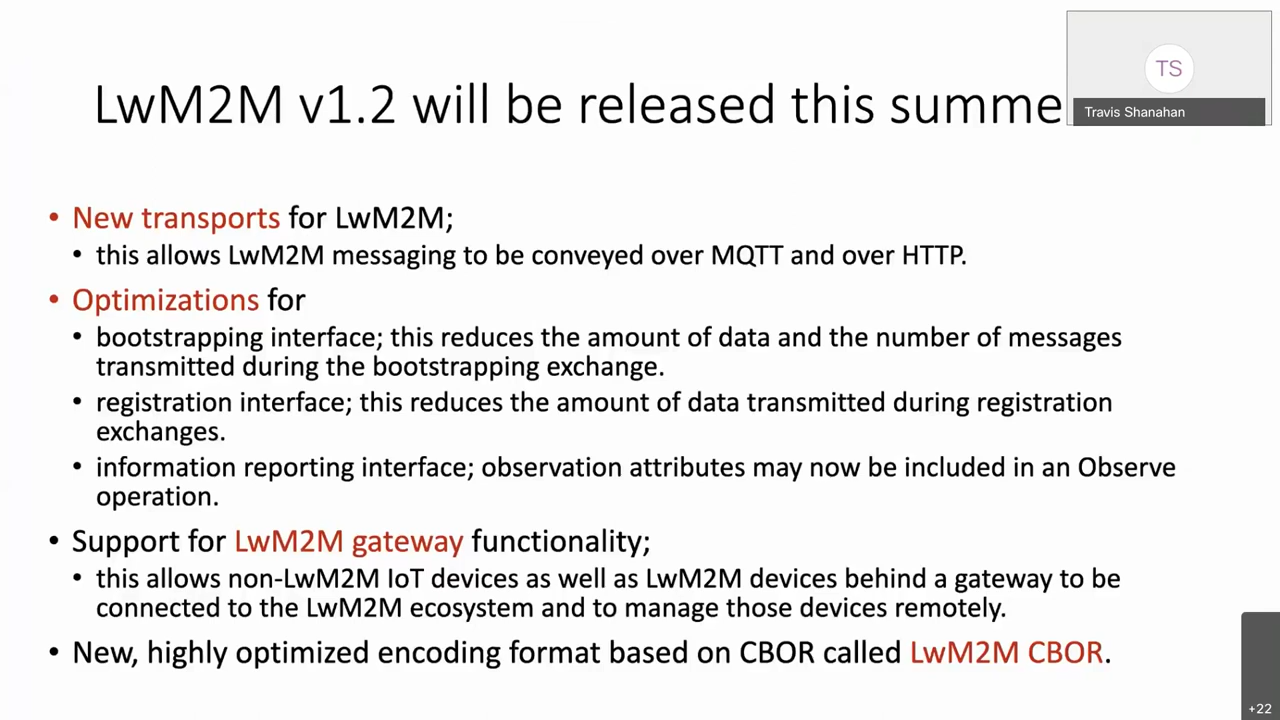 LwM2M v1.2 will be released this summe
TS
Travis Shanahan
• New transports for LwM2M;
• this allows LwM2M messaging to be conveyed over MQTT and over HTTP.
• Optimizations for
• bootstrapping interface; this reduces the amount of data and the number of messages
transmitted during the bootstrapping exchange.
• registration interface; this reduces the amount of data transmitted during registration
exchanges.
• information reporting interface; observation attributes may now be included in an Observe
operation.
• Support for LwM2M gateway functionality;
• this allows non-LwM2M IoT devices as well as LwM2M devices behind a gateway to be
connected to the LwM2M ecosystem and to manage those devices remotely.
• New, highly optimized encoding format based on CBOR called LwM2M CBOR.
+22